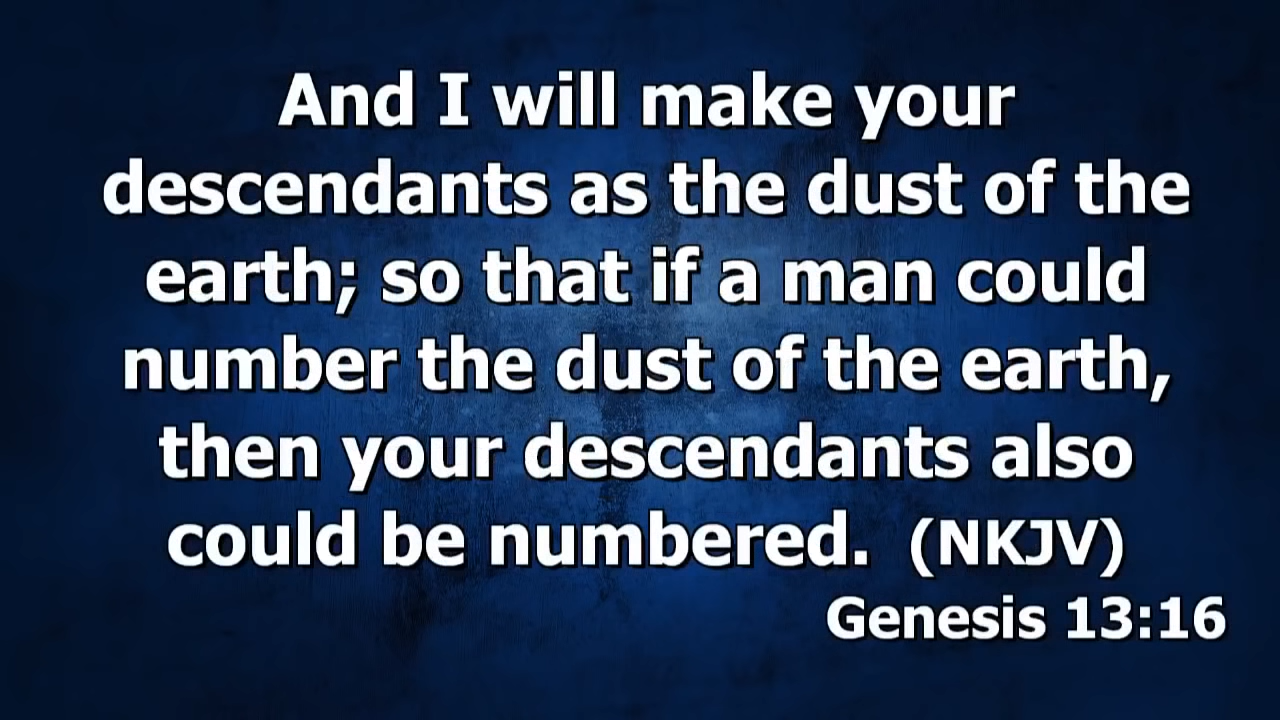 And I will make your
descendants as the dust of the
earth; so that if a man could
number the dust of the earth,
then your descendants also
could be numbered. (NKJV)
Genesis 13:16